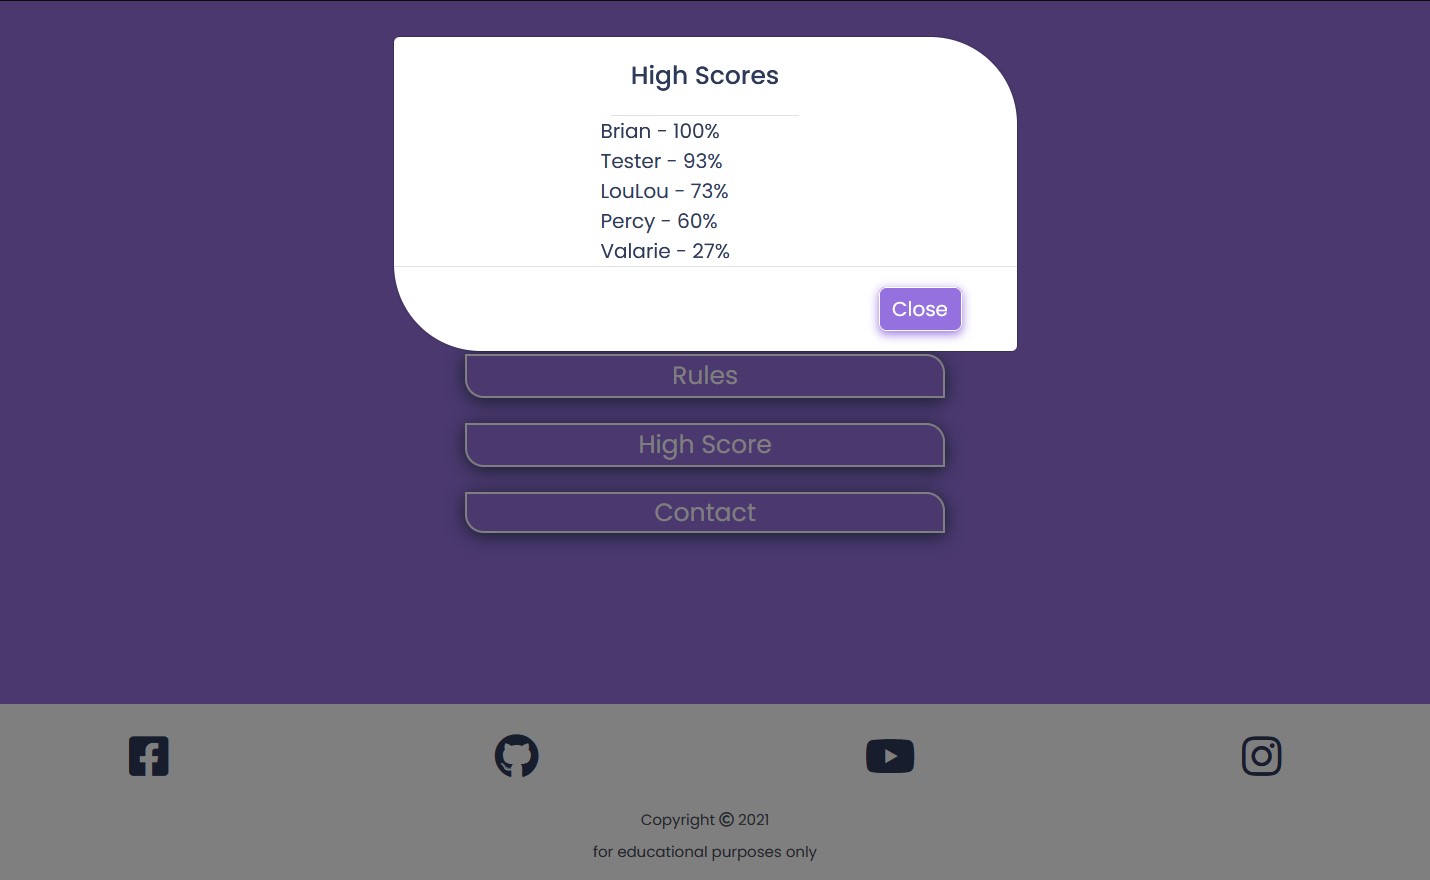 High Scores
Brian - 100%
Tester - 93%
LouLou - 73%
Percy - 60%
Valarie - 27%
Close
Rules
High Score
Contact
Copyright © 2021
for educational purposes only